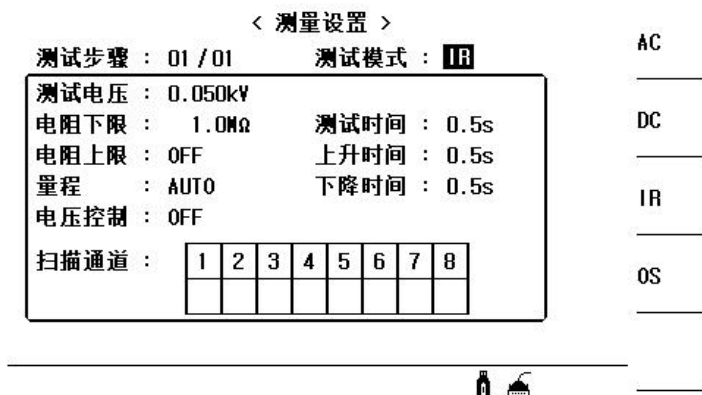 < 测量设置 >
测试步骤 : 01 / 01 测试模式 : IR
测试电压 : 0.050kV
电阻下限 : 1.0MΩ 测试时间 : 0.5s
电阻上限 : OFF 上升时间 : 0.5s
量程 : AUTO 下降时间 : 0.5s
电压控制 : OFF
扫描通道 : 1 2 3 4 5 6 7 8
AC
DC
IR
OS